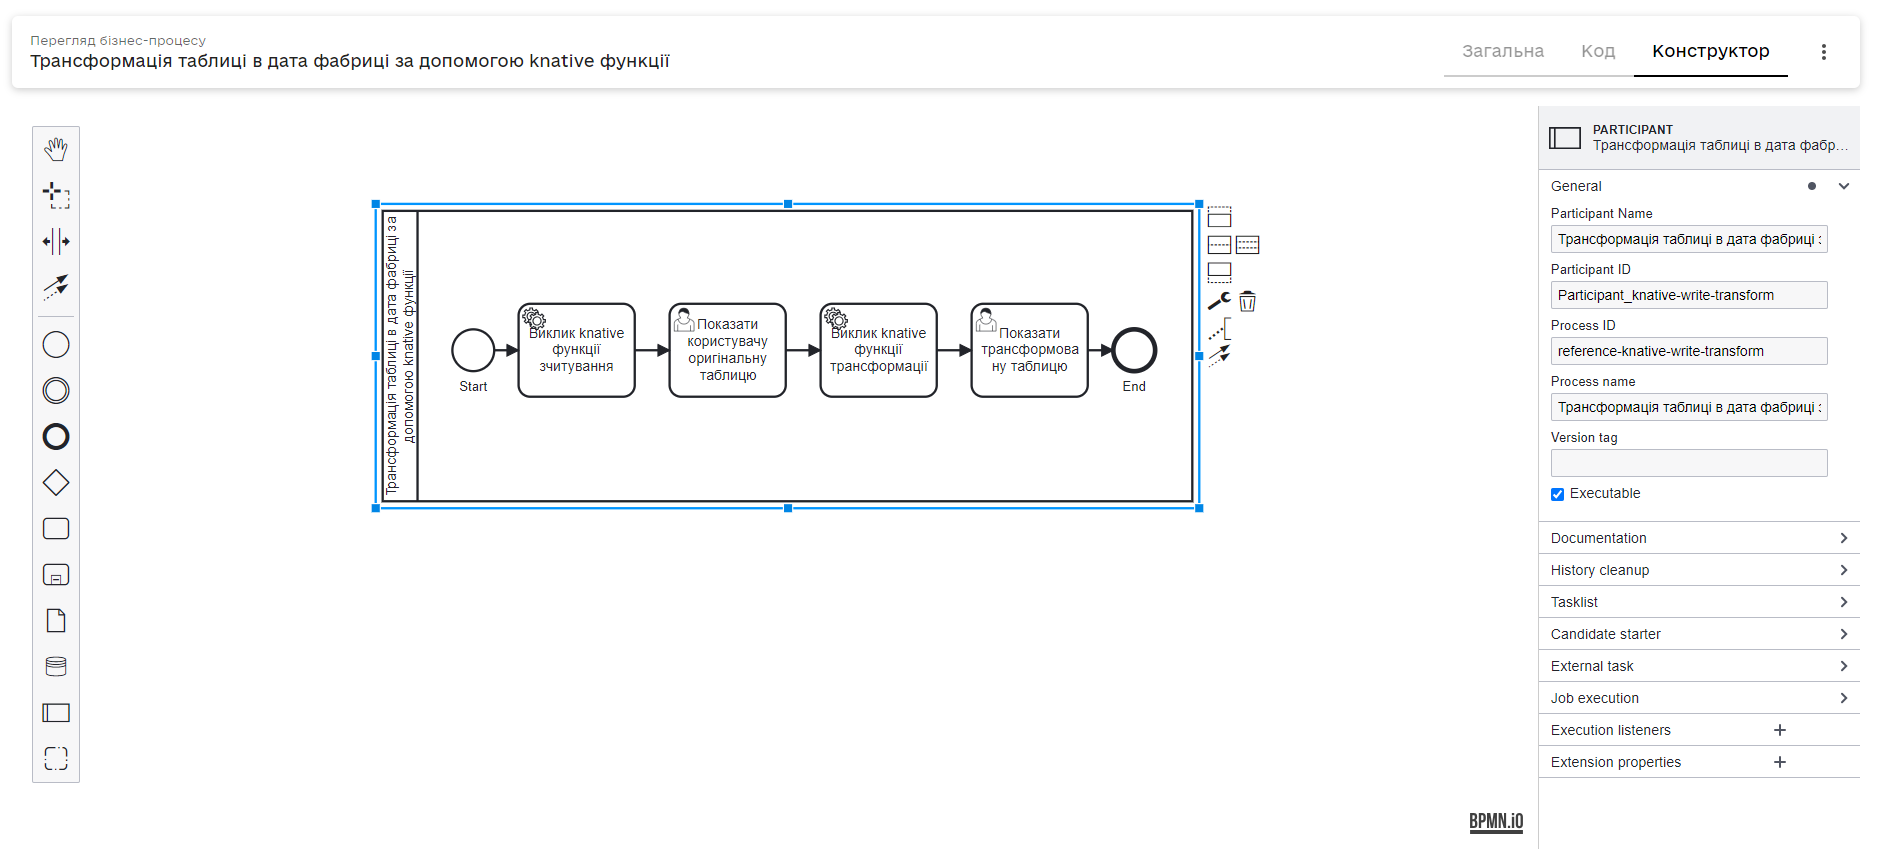 Перегляд бізнес-процесу
Трансформація таблиці в дата фабриці за допомогою knative функції
Загальна
Код
Конструктор
Трансформація таблиці в дата фабриці за
допомогою knative функції
Start
Виклик knative
функції
зчитування
Показати
користувачу
оригінальну
таблицю
Виклик knative
функції
трансформації
Показати
трансформова
ну таблицю
End
PARTICIPANT
Трансформація таблиці в дата фабр...
General
Participant Name
Трансформація таблиці в дата фабриці з
Participant ID
Participant_knative-write-transform
Process ID
reference-knative-write-transform
Process name
Трансформація таблиці в дата фабриці з
Version tag
Executable
Documentation
History cleanup
Tasklist
Candidate starter
External task
Job execution
Execution listeners
Extension properties
BPMN.iO